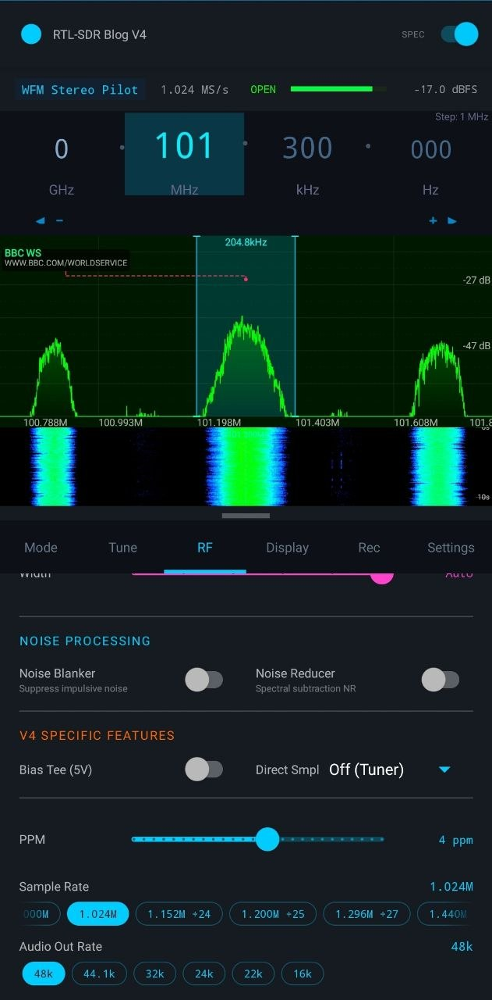 RTL-SDR Blog V4 SPEC
WFM Stereo Pilot 1.024 MS/s OPEN -17.0 dBFS
Step: 1 MHz
0 101 300 000
GHz MHz kHz Hz
◀ − + ▶
204.8kHz
BBC WS
WWW.BBC.COM/WORLDSERVICE
-27 dB
-47 dB
100.788M 100.993M 101.198M 101.403M 101.608M 101.8
0s
10s
Mode Tune RF Display Rec Settings
Width Auto
NOISE PROCESSING
Noise Blanker Noise Reducer
Suppress impulsive noise Spectral subtraction NR
V4 SPECIFIC FEATURES
Bias Tee (5V) Direct Smpl Off (Tuner)
PPM 4 ppm
Sample Rate 1.024M
000M 1.024M 1.152M ÷24 1.200M ÷25 1.296M ÷27 1.440M
Audio Out Rate 48k
48k 44.1k 32k 24k 22k 16k